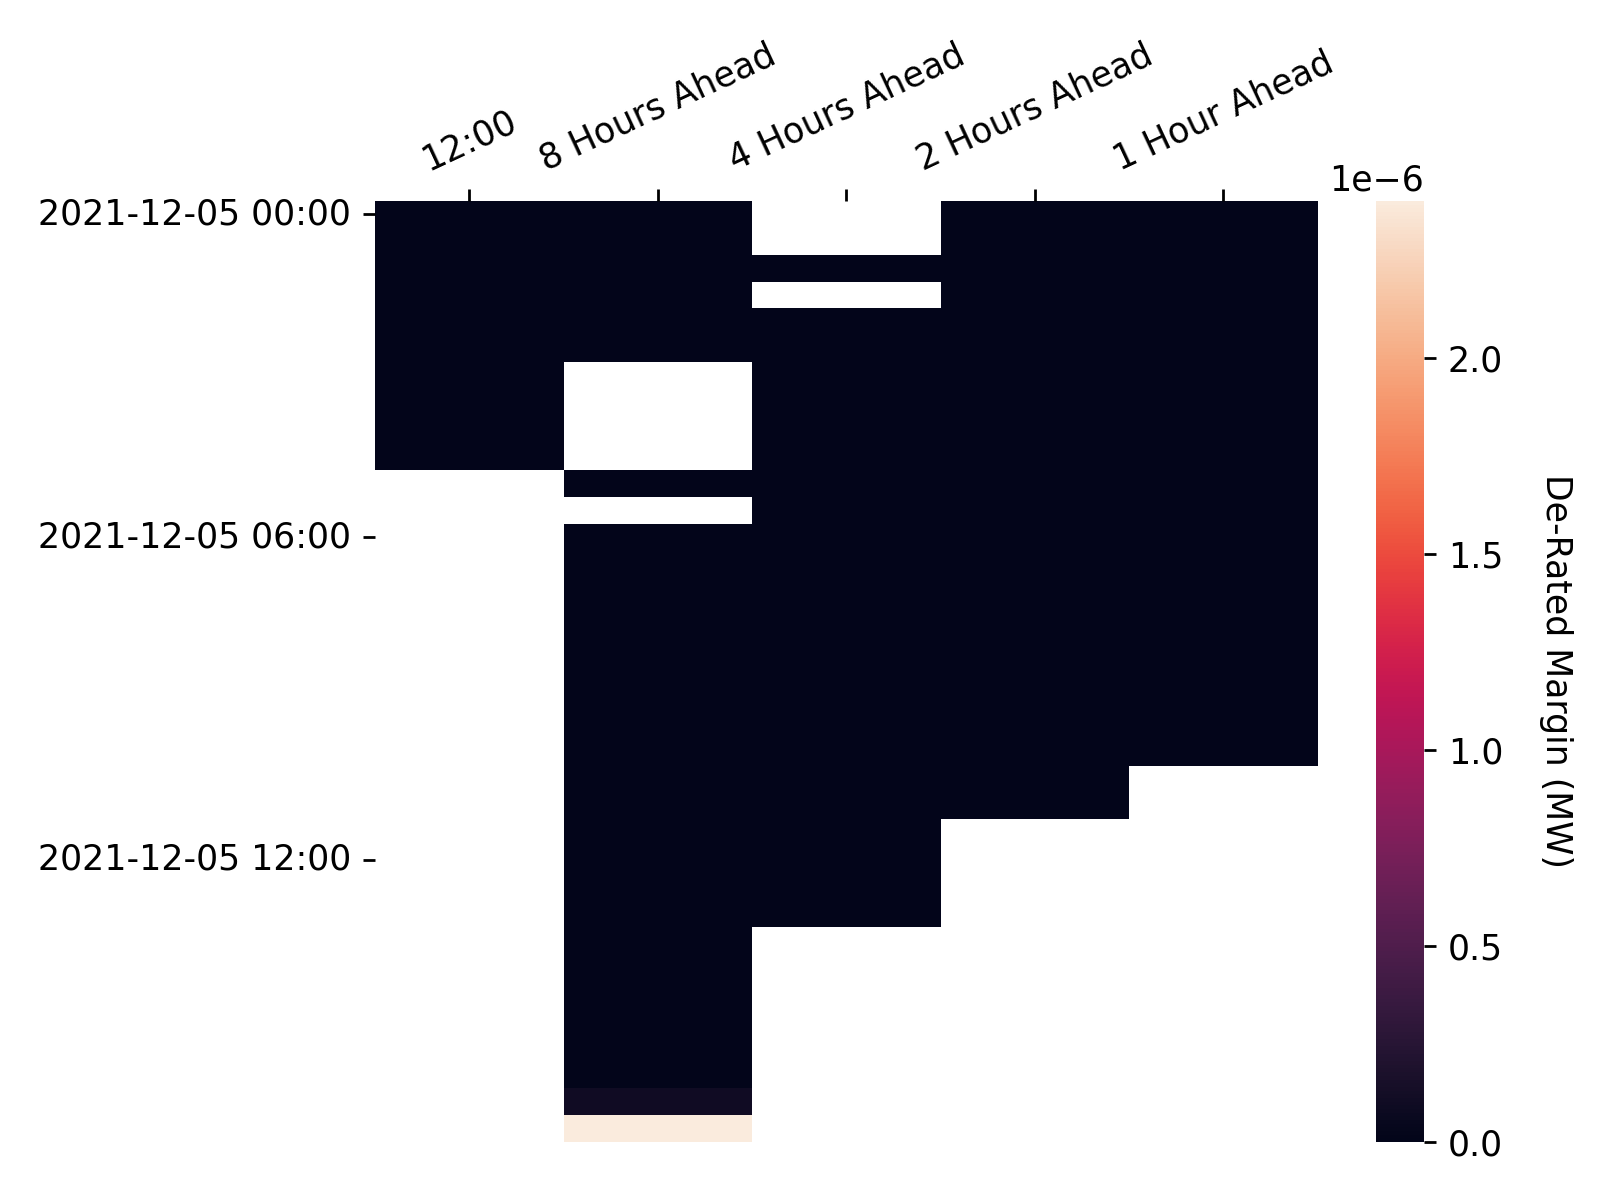 12:00
8 Hours Ahead
4 Hours Ahead
2 Hours Ahead
1 Hour Ahead
1e−6
2021-12-05 00:00
2021-12-05 06:00
2021-12-05 12:00
2.0
1.5
1.0
0.5
0.0
De-Rated Margin (MW)